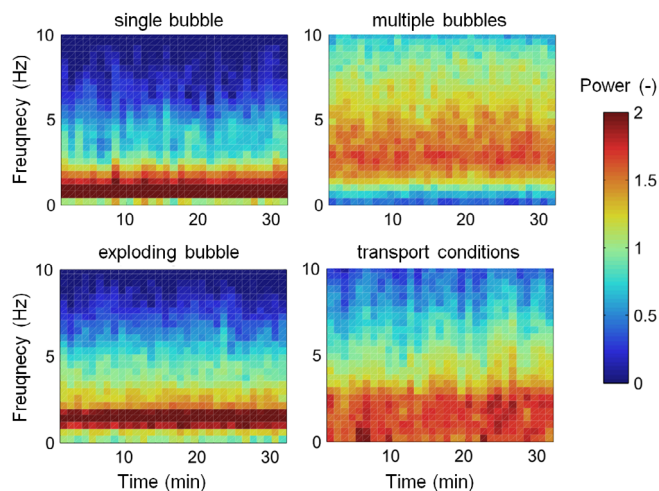 single bubble
multiple bubbles
10
5
0
Freuqnecy (Hz)
10 20 30
10
5
0
10 20 30
Power (-)
2
1.5
1
0.5
0
exploding bubble
transport conditions
10
5
0
Freuqnecy (Hz)
10 20 30
Time (min)
10
5
0
10 20 30
Time (min)